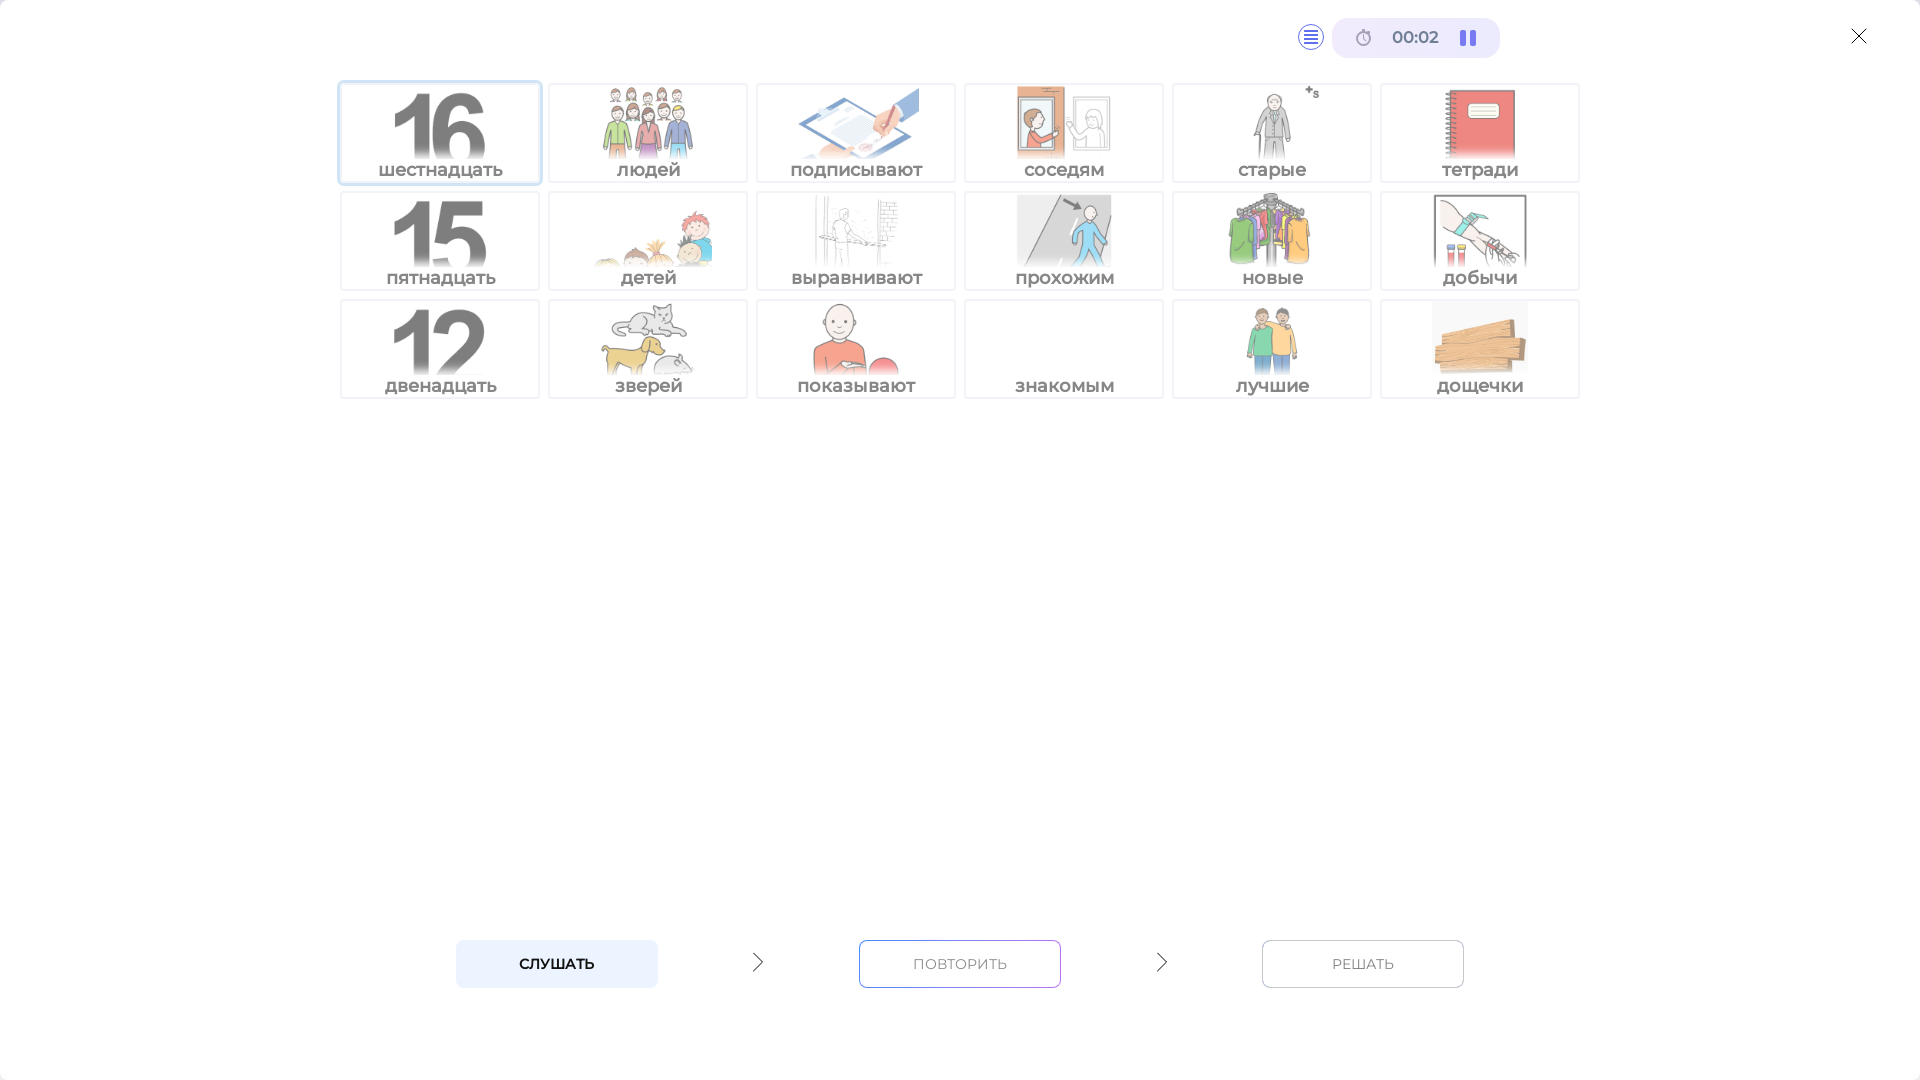 00:02
16
+s
шестнадцать людей подписывают соседям старые тетради
15
пятнадцать детей выравнивают прохожим новые добычи
12
двенадцать зверей показывают знакомым лучшие дощечки
СЛУШАТЬ ПОВТОРИТЬ РЕШАТЬ